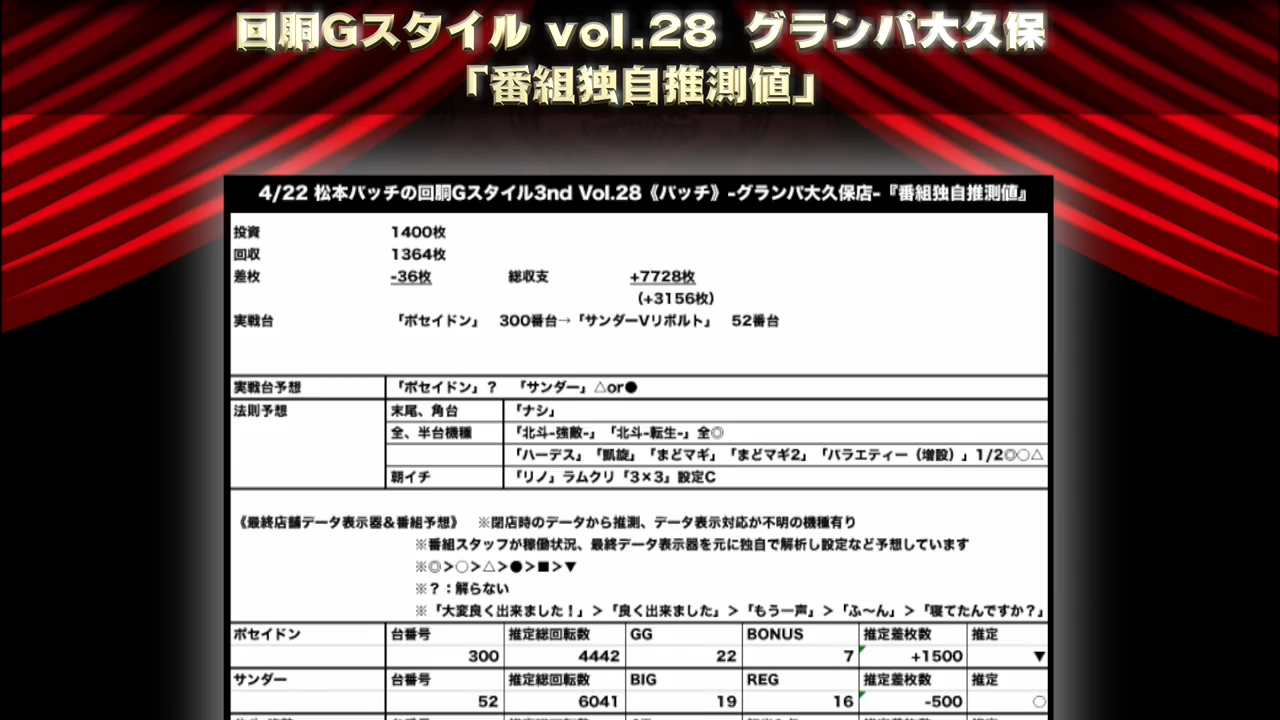 回胴Gスタイル vol.28 グランパ大久保
「番組独自推測値」
4/22 松本バッチの回胴Gスタイル3nd Vol.28《バッチ》-グランパ大久保店-『番組独自推測値』
投資 1400枚
回収 1364枚
差枚 -36枚 総収支 +7728枚
（+3156枚）
実戦台 「ポセイドン」 300番台→「サンダーVリボルト」 52番台
実戦台予想 「ポセイドン」？ 「サンダー」△or●
法則予想 末尾、角台 「ナシ」
全、半台機種 「北斗-強敵-」「北斗-転生-」全◎
「ハーデス」「凱旋」「まどマギ」「まどマギ2」「バラエティー（増設）」1/2◎○△
朝イチ 「リノ」ラムクリ『3×3』設定C
《最終店舗データ表示器&番組予想》 ※閉店時のデータから推測、データ表示対応が不明の機種有り
※番組スタッフが稼働状況、最終データ表示器を元に独自で解析し設定など予想しています
※◎>○>△>●>■>▼
※？：解らない
※「大変良く出来ました！」＞「良く出来ました」＞「もう一声」＞「ふ〜ん」＞「寝てたんですか？」
ポセイドン 台番号 推定総回転数 GG BONUS 推定差枚数 推定
300 4442 22 7 +1500 ▼
サンダー 台番号 推定総回転数 BIG REG 推定差枚数 推定
52 6041 19 16 -500 ○